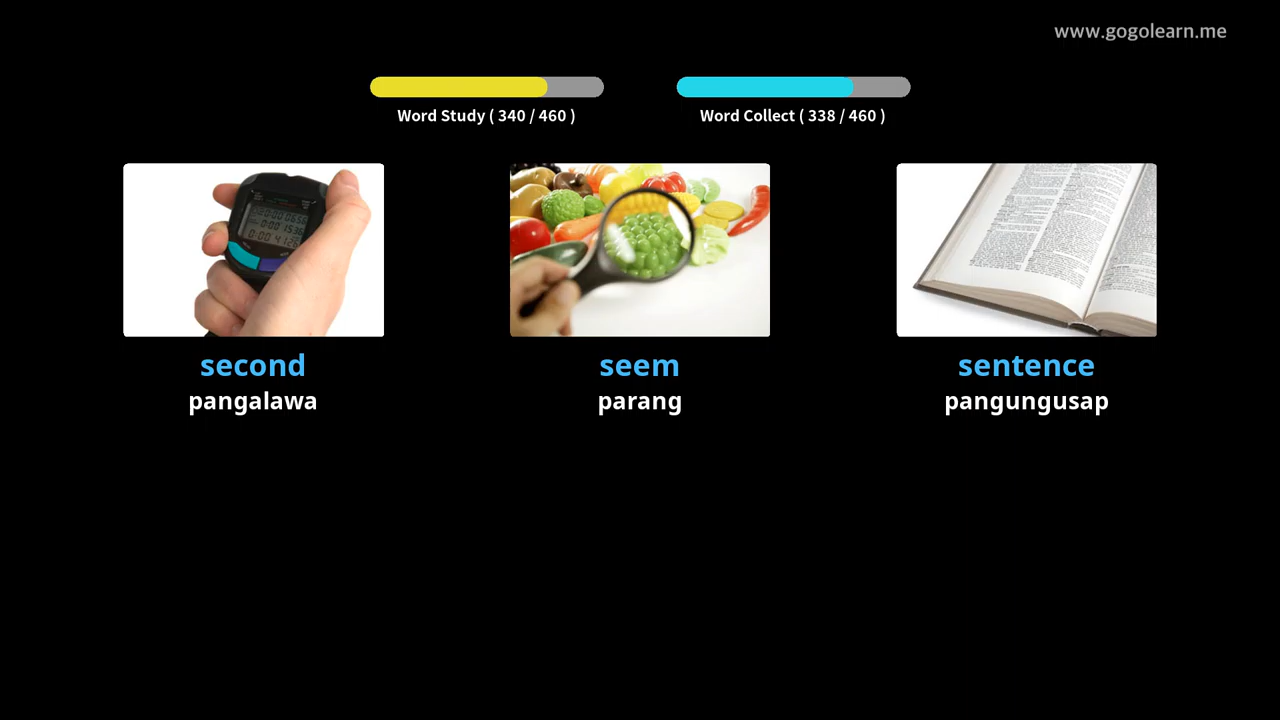 www.gogolearn.me
Word Study ( 340 / 460 )
Word Collect ( 338 / 460 )
second
pangalawa
seem
parang
sentence
pangungusap